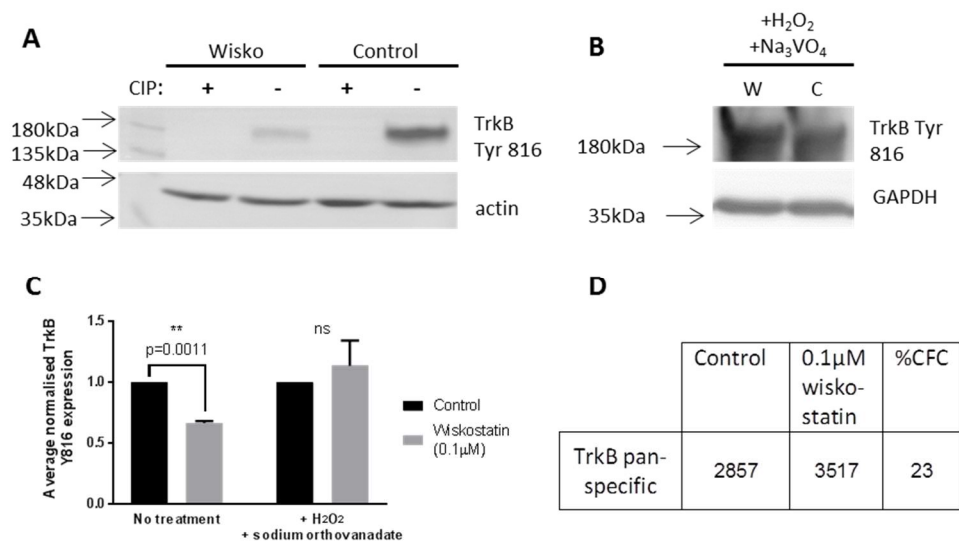 A
Wisko Control
CIP: + - + -
180kDa
135kDa
TrkB
Tyr 816
48kDa
35kDa
actin
B
+H₂O₂
+Na₃VO₄
W C
180kDa
TrkB Tyr
816
GAPDH
35kDa
C
Average normalised TrkB
Y816 expression
1.5
1.0
0.5
0.0
**
p=0.0011
ns
Control
Wiskostatin
(0.1µM)
No treatment
+ H2O2
+ sodium orthovanadate
D
Control 0.1µM %CFC
wisko-
statin
TrkB pan-
specific
2857 3517 23